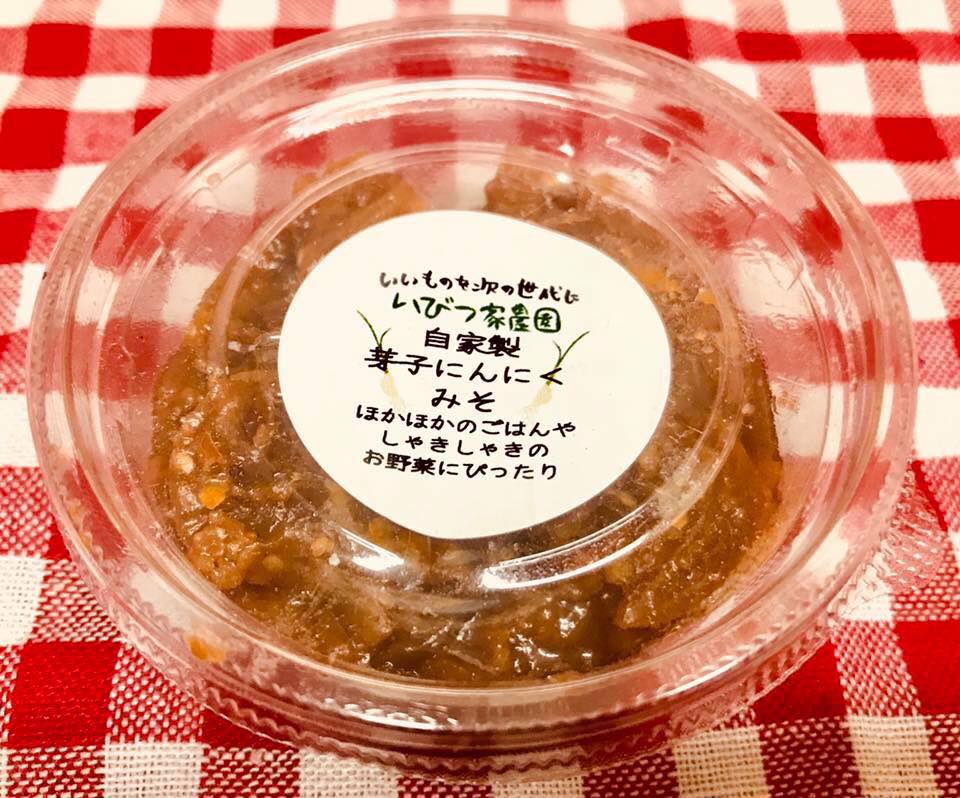 いいものを次の世代に
いびつ家農園
自家製
芽子にんにく
みそ
ほかほかのごはんや
しゃきしゃきの
お野菜にぴったり